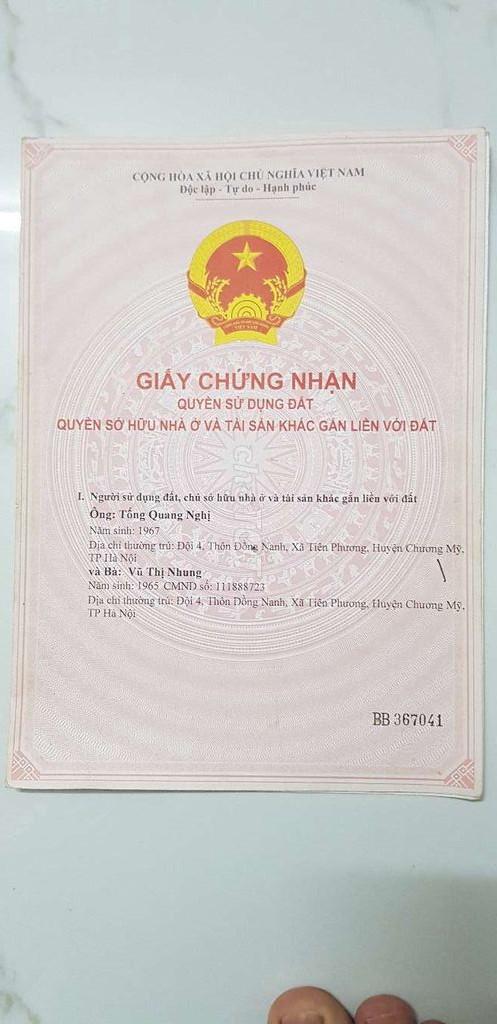 CỘNG HÒA XÃ HỘI CHỦ NGHĨA VIỆT NAM
Độc lập - Tự do - Hạnh phúc
VIỆT NAM
GIẤY CHỨNG NHẬN
QUYỀN SỬ DỤNG ĐẤT
QUYỀN SỞ HỮU NHÀ Ở VÀ TÀI SẢN KHÁC GẮN LIỀN VỚI ĐẤT
I. Người sử dụng đất, chủ sở hữu nhà ở và tài sản khác gắn liền với đất
Ông: Tống Quang Nghị
Năm sinh: 1967
Địa chỉ thường trú: Đội 4, Thôn Đồng Nanh, Xã Tiên Phương, Huyện Chương Mỹ,
TP Hà Nội
và Bà: Vũ Thị Nhung
Năm sinh: 1965 CMND số: 111888723
Địa chỉ thường trú: Đội 4, Thôn Đồng Nanh, Xã Tiên Phương, Huyện Chương Mỹ,
TP Hà Nội
BB 367041